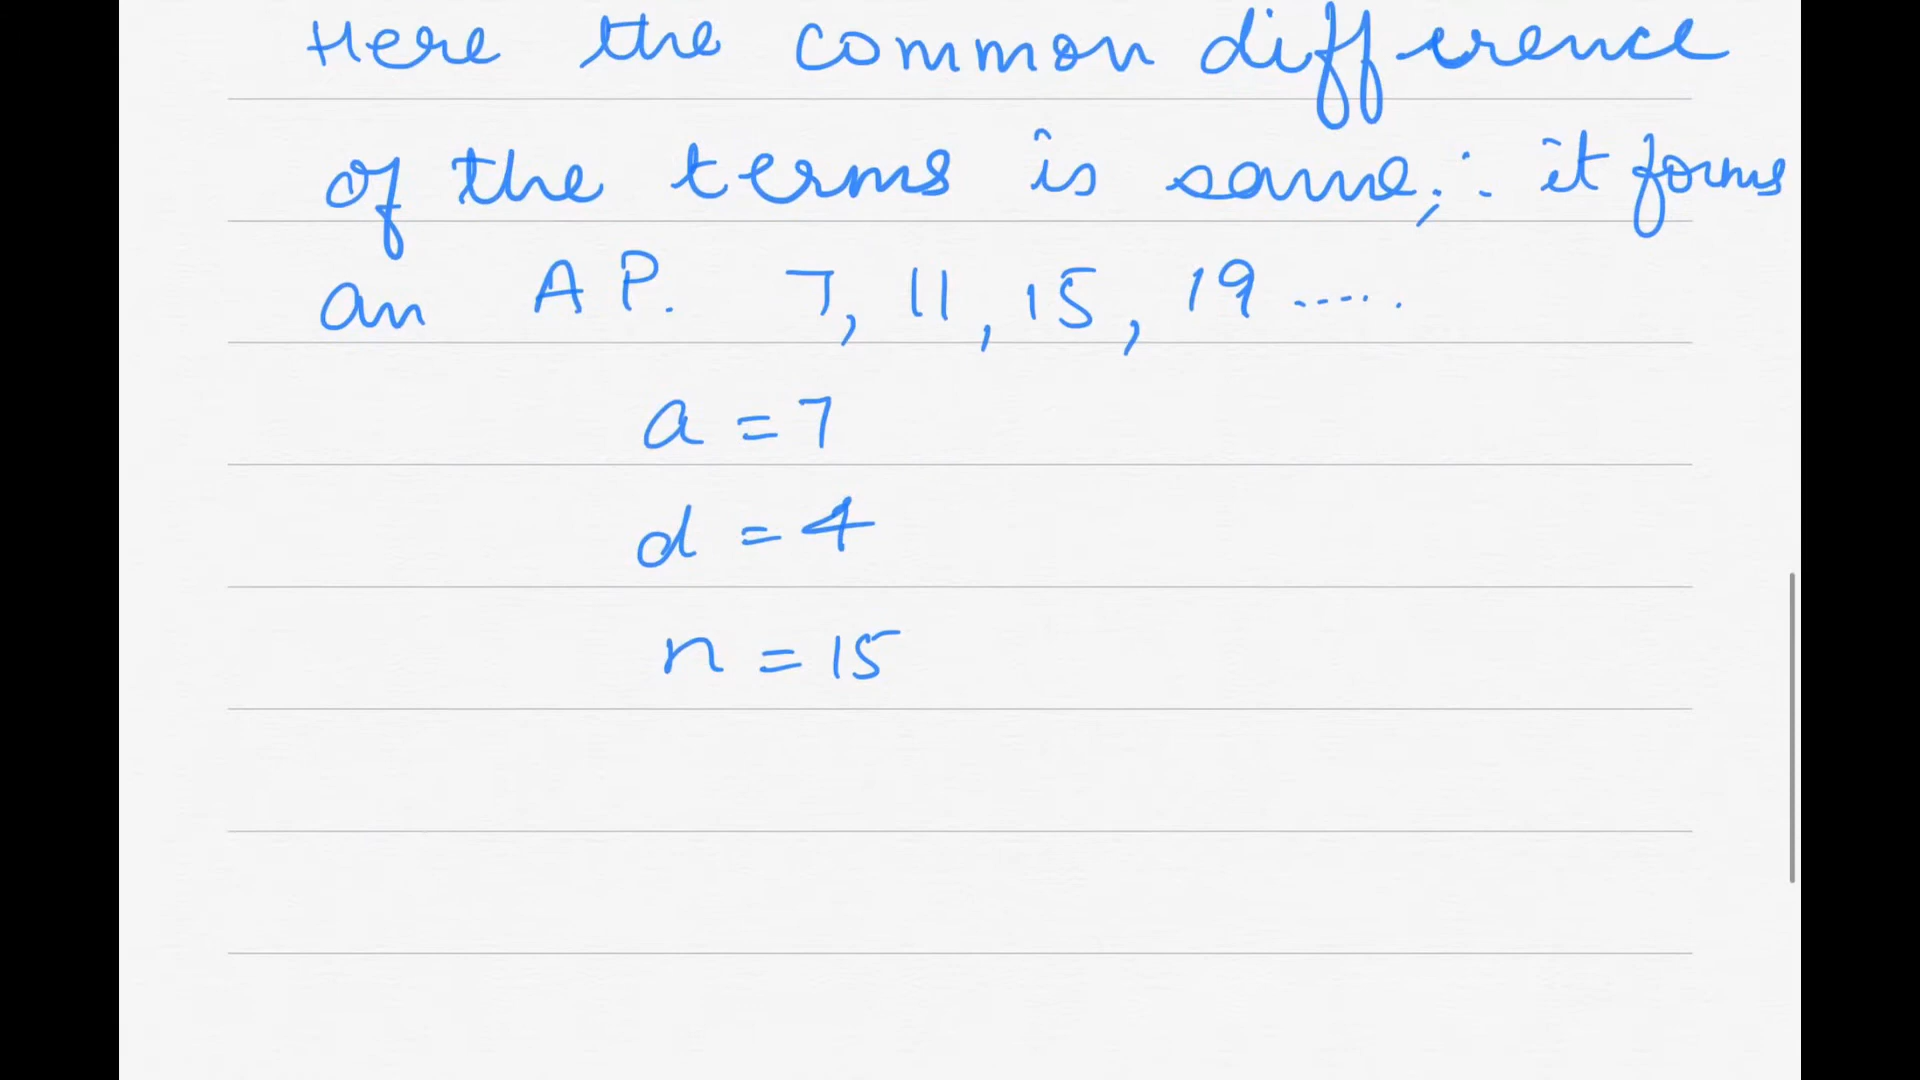 Here the common difference
of the terms is same, ∴ it forms
an AP. 7, 11, 15, 19 .....
a = 7
d = 4
n = 15